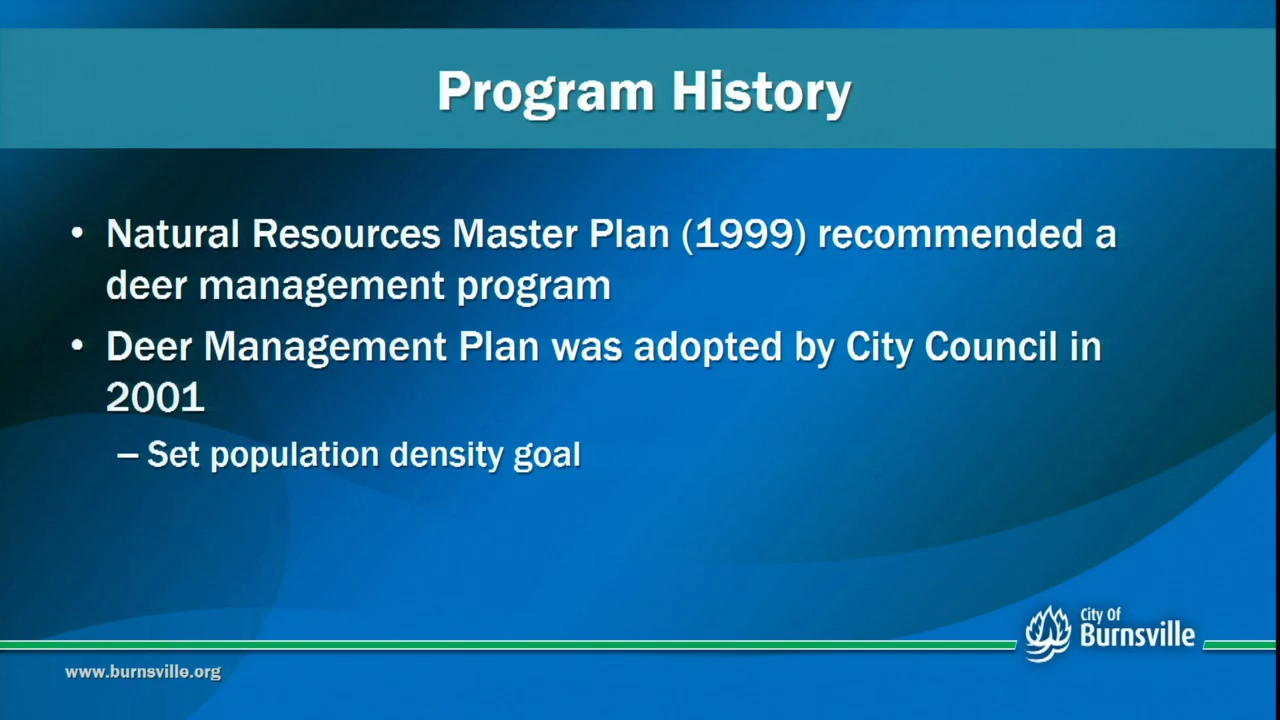 Program History
• Natural Resources Master Plan (1999) recommended a
deer management program
• Deer Management Plan was adopted by City Council in
2001
– Set population density goal
City Of
Burnsville
www.burnsville.org